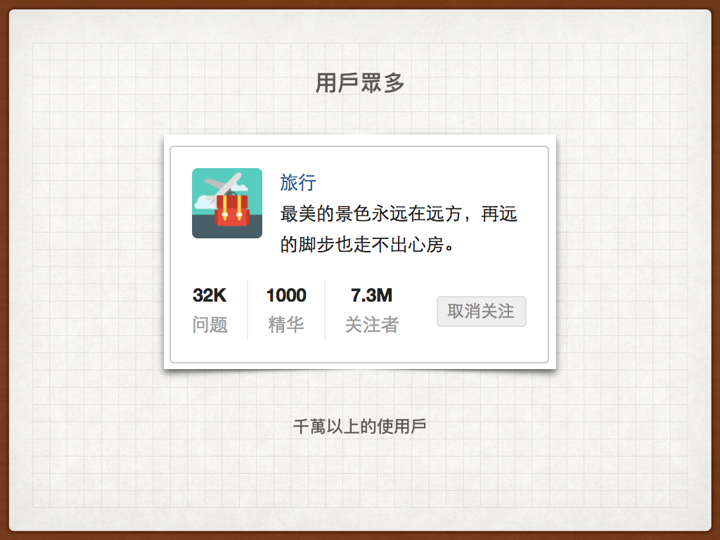 用戶眾多
旅行
最美的景色永远在远方，再远
的脚步也走不出心房。
32K
1000
7.3M
问题
精华
关注者
取消关注
千萬以上的使用戶